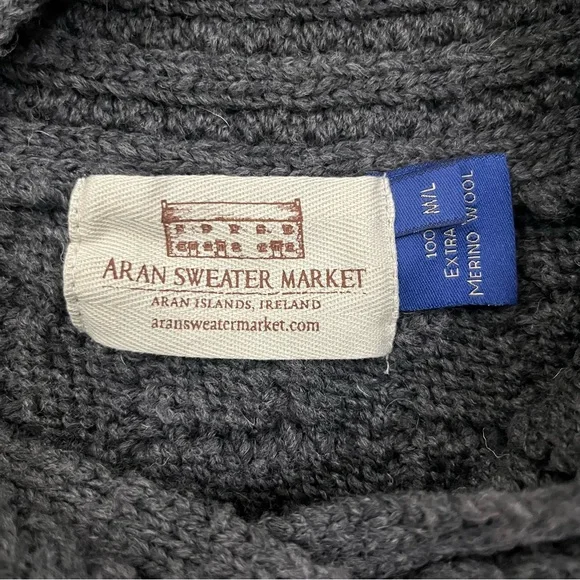 ARAN SWEATER MARKET
ARAN ISLANDS, IRELAND
aransweatermarket.com
M/L
100
EXTRA
MERINO WOOL